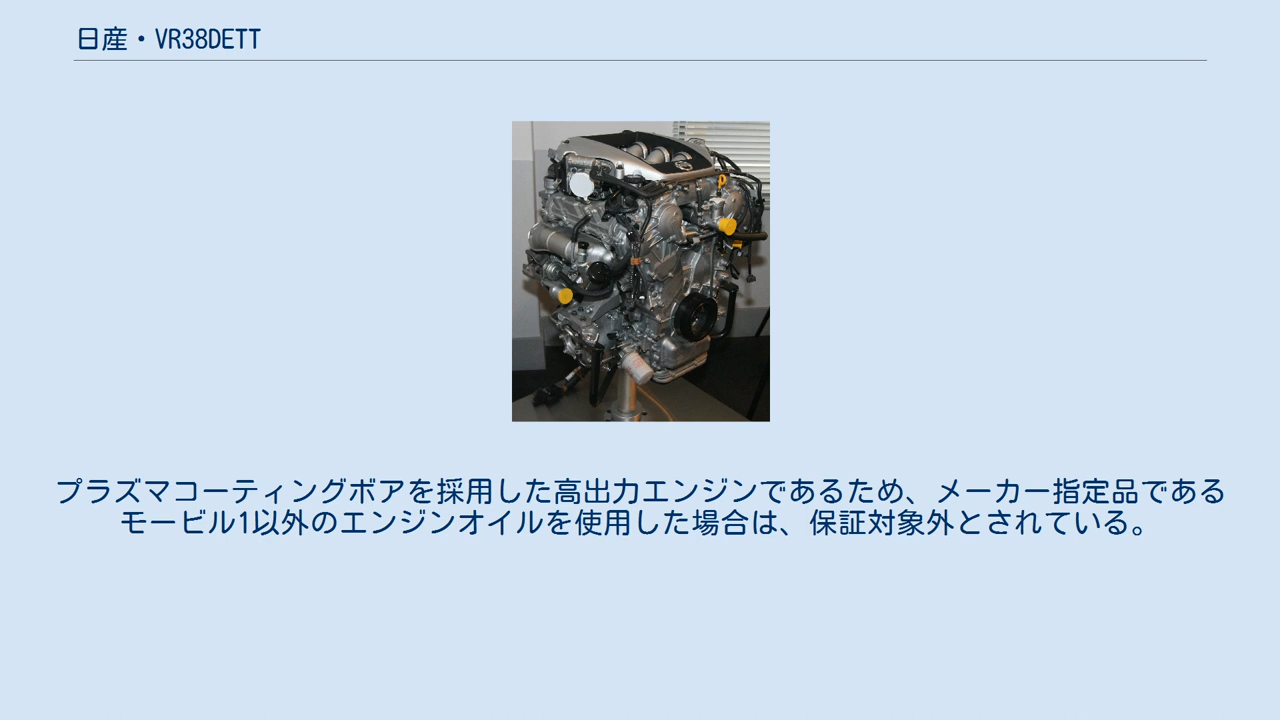 日産・VR38DETT
プラズマコーティングボアを採用した高出力エンジンであるため、メーカー指定品である
モービル1以外のエンジンオイルを使用した場合は、保証対象外とされている。